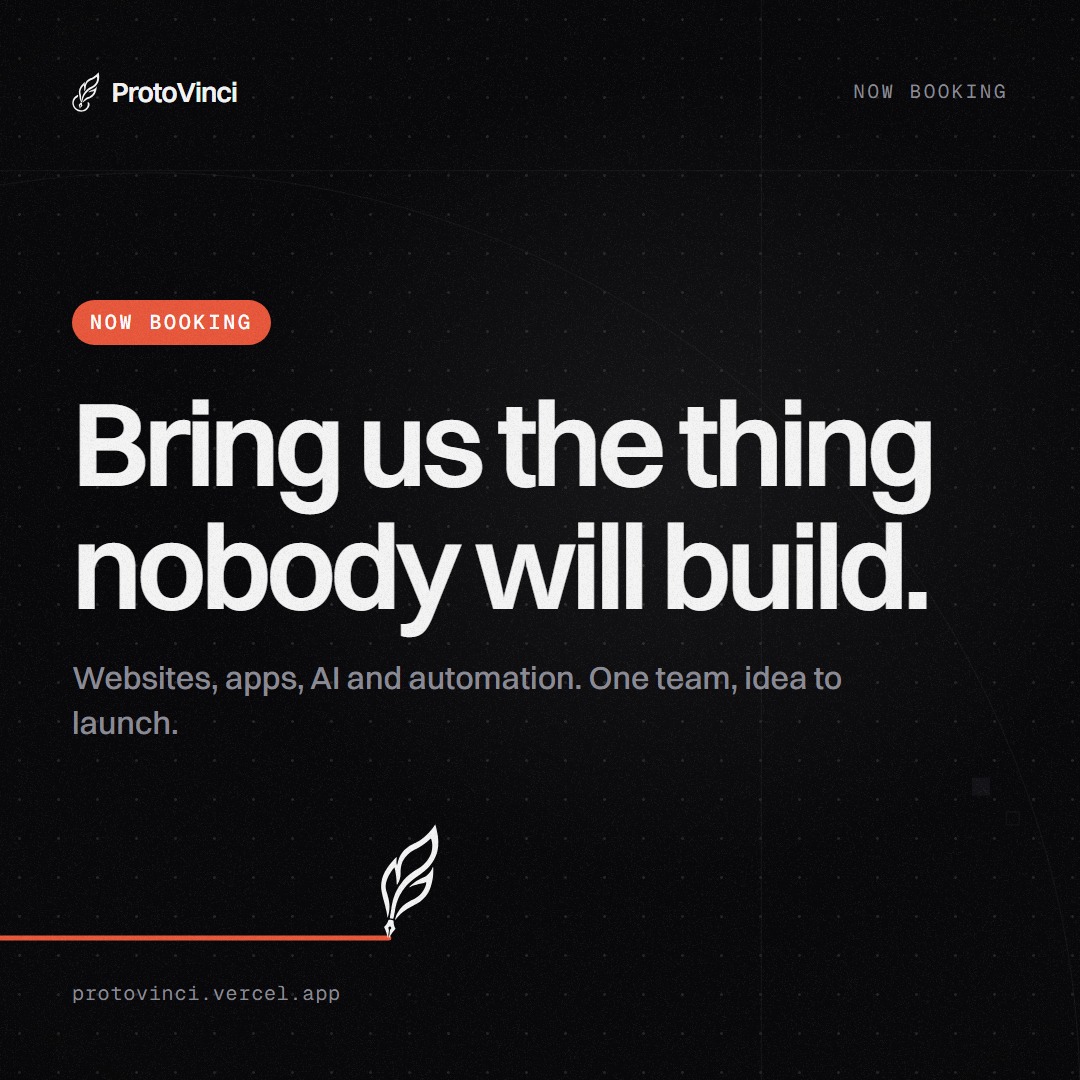 ProtoVinci
NOW BOOKING
NOW BOOKING
Bring us the thing
nobody will build.
Websites, apps, AI and automation. One team, idea to
launch.
protovinci.vercel.app